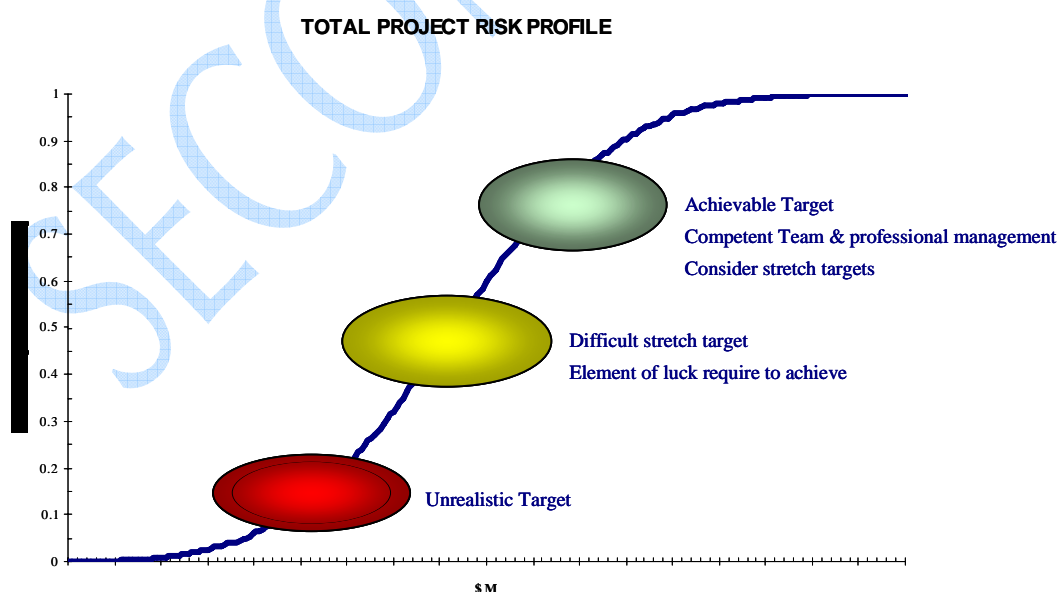 TOTAL PROJECT RISK PROFILE
1
0.9
0.8
0.7
0.6
0.5
0.4
0.3
0.2
0.1
0
Achievable Target
Competent Team & professional management
Consider stretch targets
Difficult stretch target
Element of luck require to achieve
Unrealistic Target
$M
SECO